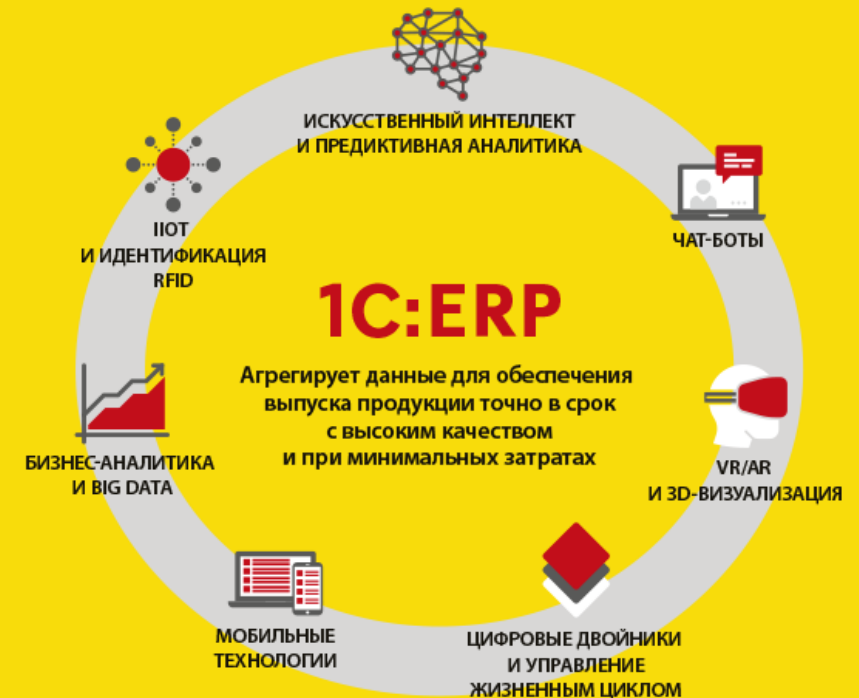 ИСКУССТВЕННЫЙ ИНТЕЛЛЕКТ
И ПРЕДИКТИВНАЯ АНАЛИТИКА
ЧАТ-БОТЫ
IIOT
И ИДЕНТИФИКАЦИЯ
RFID
1С:ERP
Агрегирует данные для обеспечения
выпуска продукции точно в срок
с высоким качеством
и при минимальных затратах
БИЗНЕС-АНАЛИТИКА
И BIG DATA
VR/AR
И 3D-ВИЗУАЛИЗАЦИЯ
МОБИЛЬНЫЕ
ТЕХНОЛОГИИ
ЦИФРОВЫЕ ДВОЙНИКИ
И УПРАВЛЕНИЕ
ЖИЗНЕННЫМ ЦИКЛОМ